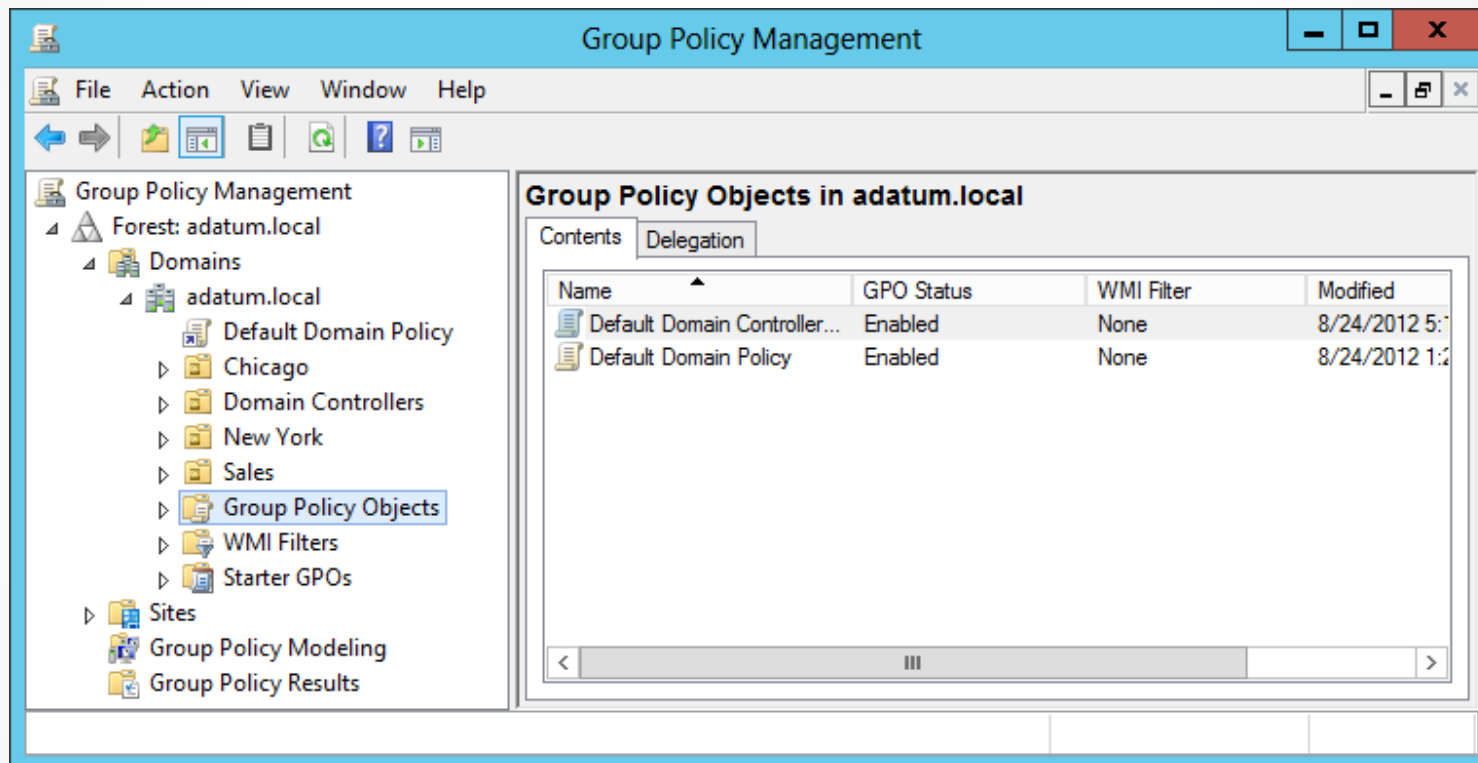 Group Policy Management
File Action View Window Help
Group Policy Management
Forest: adatum.local
Domains
adatum.local
Default Domain Policy
Chicago
Domain Controllers
New York
Sales
Group Policy Objects
WMI Filters
Starter GPOs
Sites
Group Policy Modeling
Group Policy Results
Group Policy Objects in adatum.local
Contents Delegation
Name GPO Status WMI Filter Modified
Default Domain Controller... Enabled None 8/24/2012 5:1
Default Domain Policy Enabled None 8/24/2012 1:2